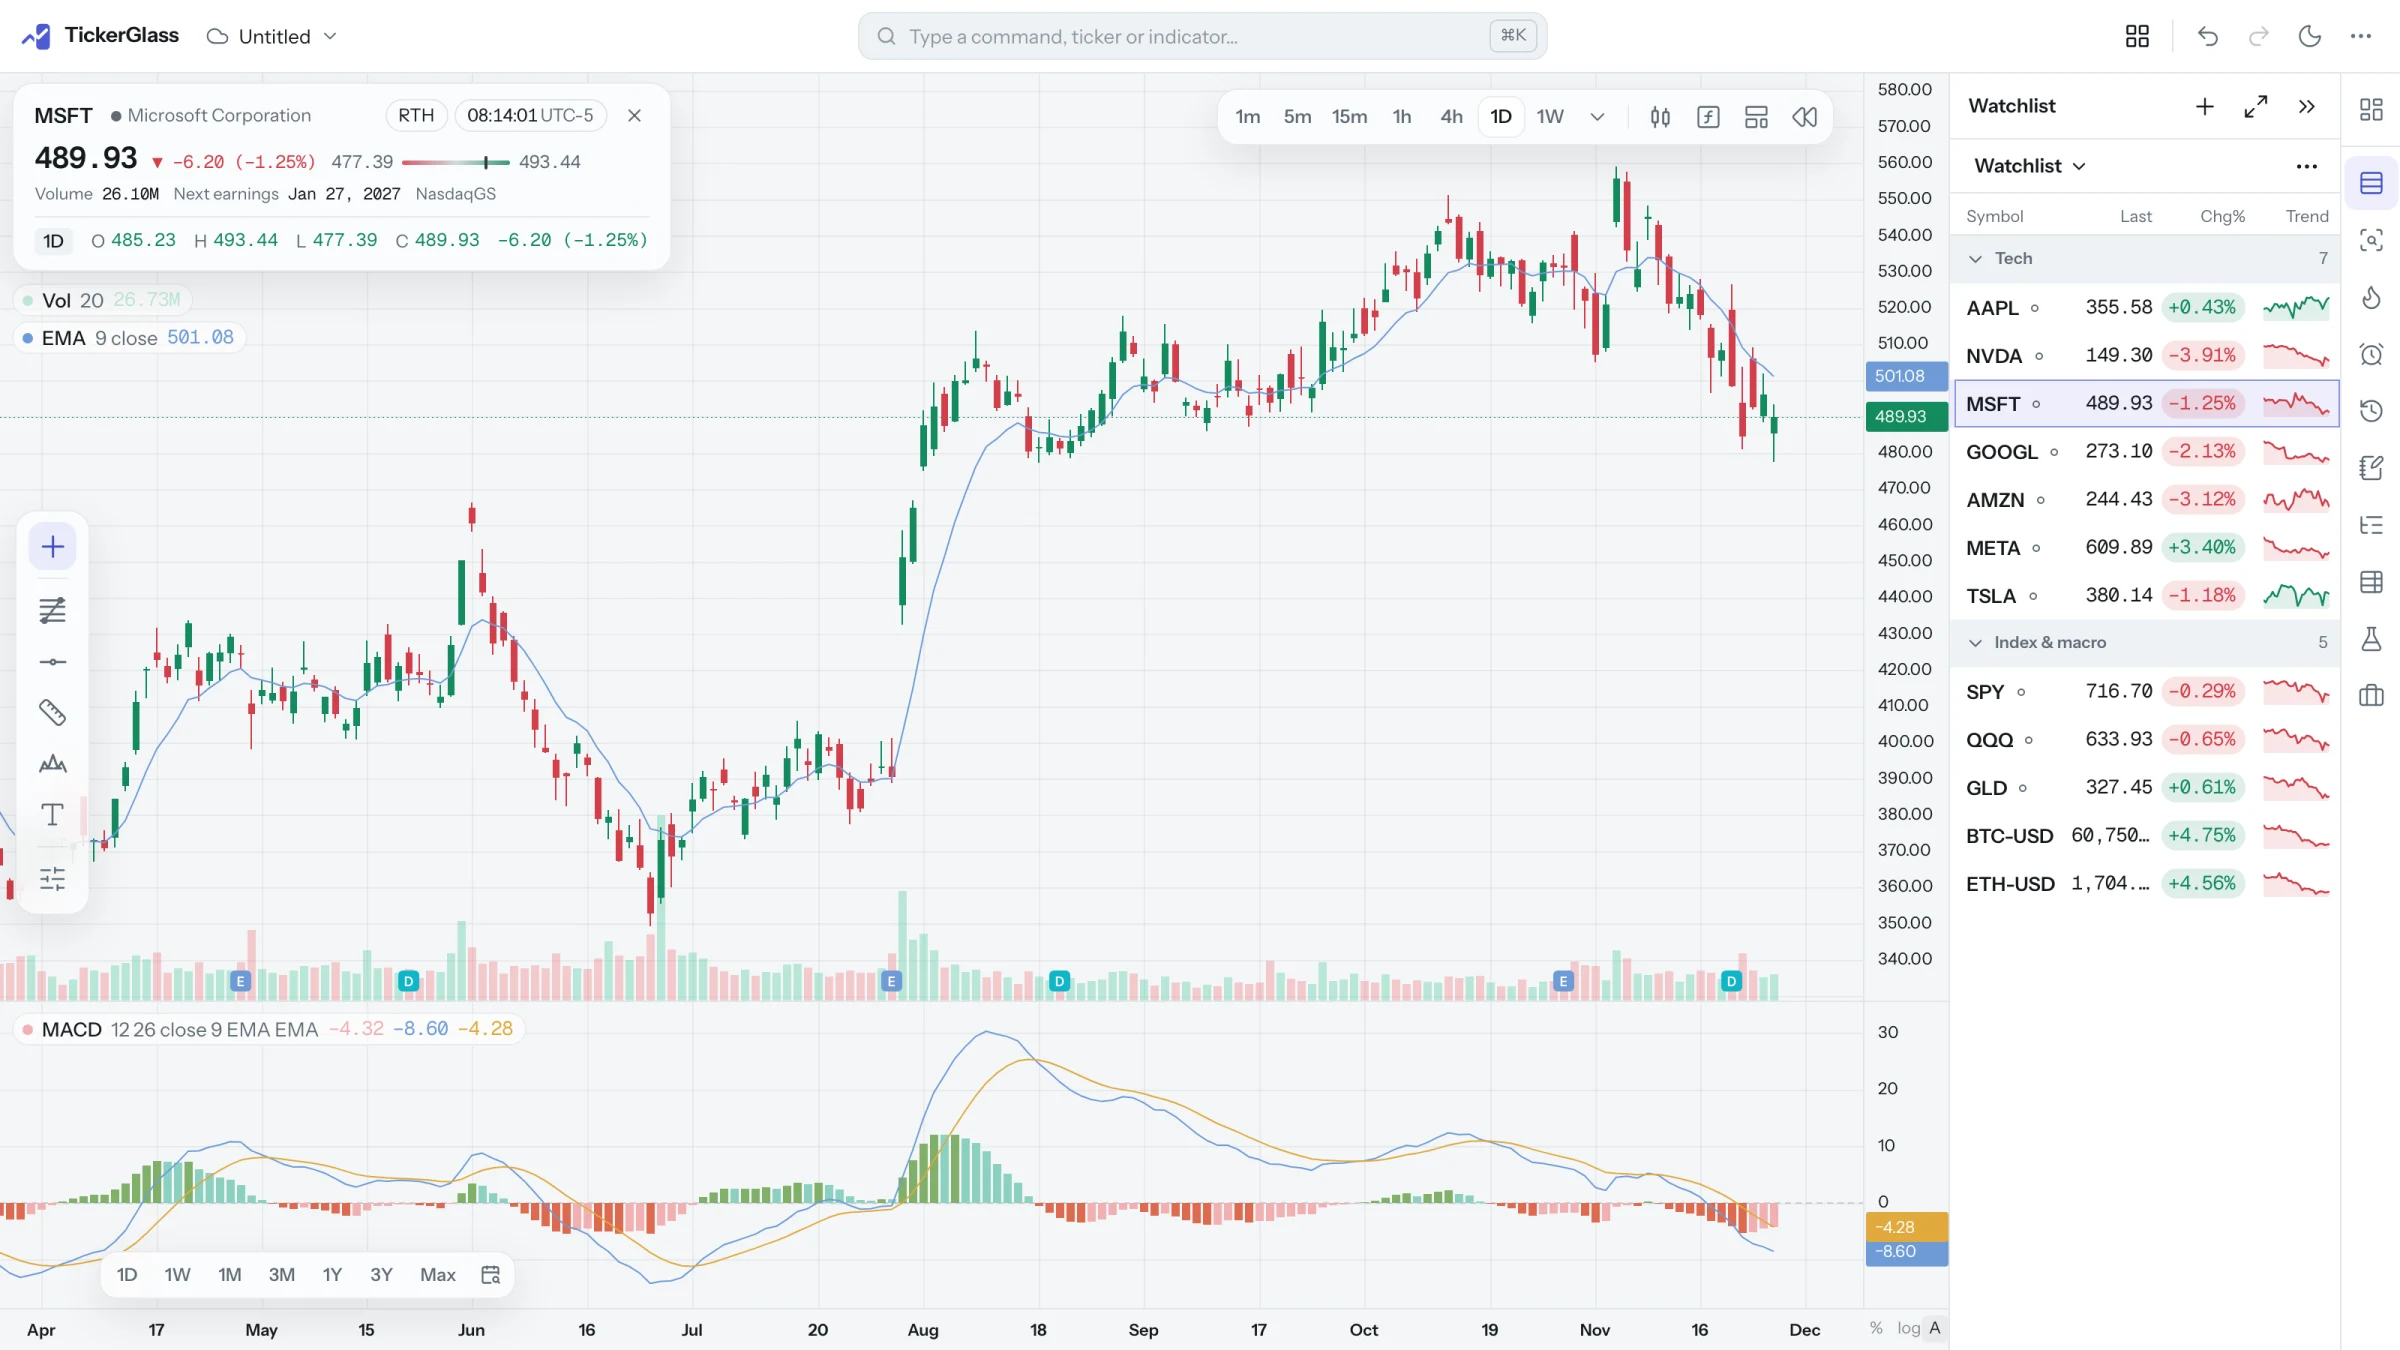 TickerGlass Untitled Type a command, ticker or indicator... ⌘K
MSFT Microsoft Corporation RTH 08:14:01 UTC-5
489.93 ▼ −6.20 (−1.25%) 477.39 493.44
Volume 26.10M Next earnings Jan 27, 2027 NasdaqGS
1D O 485.23 H 493.44 L 477.39 C 489.93 −6.20 (−1.25%)
Vol 20 26.73M
EMA 9 close 501.08
1m 5m 15m 1h 4h 1D 1W
580.00
570.00
560.00
550.00
540.00
530.00
520.00
510.00
501.08
489.93
480.00
470.00
460.00
450.00
440.00
430.00
420.00
410.00
400.00
390.00
380.00
370.00
360.00
350.00
340.00
E D E D E D
MACD 12 26 close 9 EMA EMA −4.32 −8.60 −4.28
30
20
10
0
−4.28
−8.60
1D 1W 1M 3M 1Y 3Y Max
Apr 17 May 15 Jun 16 Jul 20 Aug 18 Sep 17 Oct 19 Nov 16 Dec % log A
Watchlist
Watchlist
Symbol Last Chg% Trend
Tech 7
AAPL 355.58 +0.43%
NVDA 149.30 −3.91%
MSFT 489.93 −1.25%
GOOGL 273.10 −2.13%
AMZN 244.43 −3.12%
META 609.89 +3.40%
TSLA 380.14 −1.18%
Index & macro 5
SPY 716.70 −0.29%
QQQ 633.93 −0.65%
GLD 327.45 +0.61%
BTC-USD 60,750… +4.75%
ETH-USD 1,704.… +4.56%